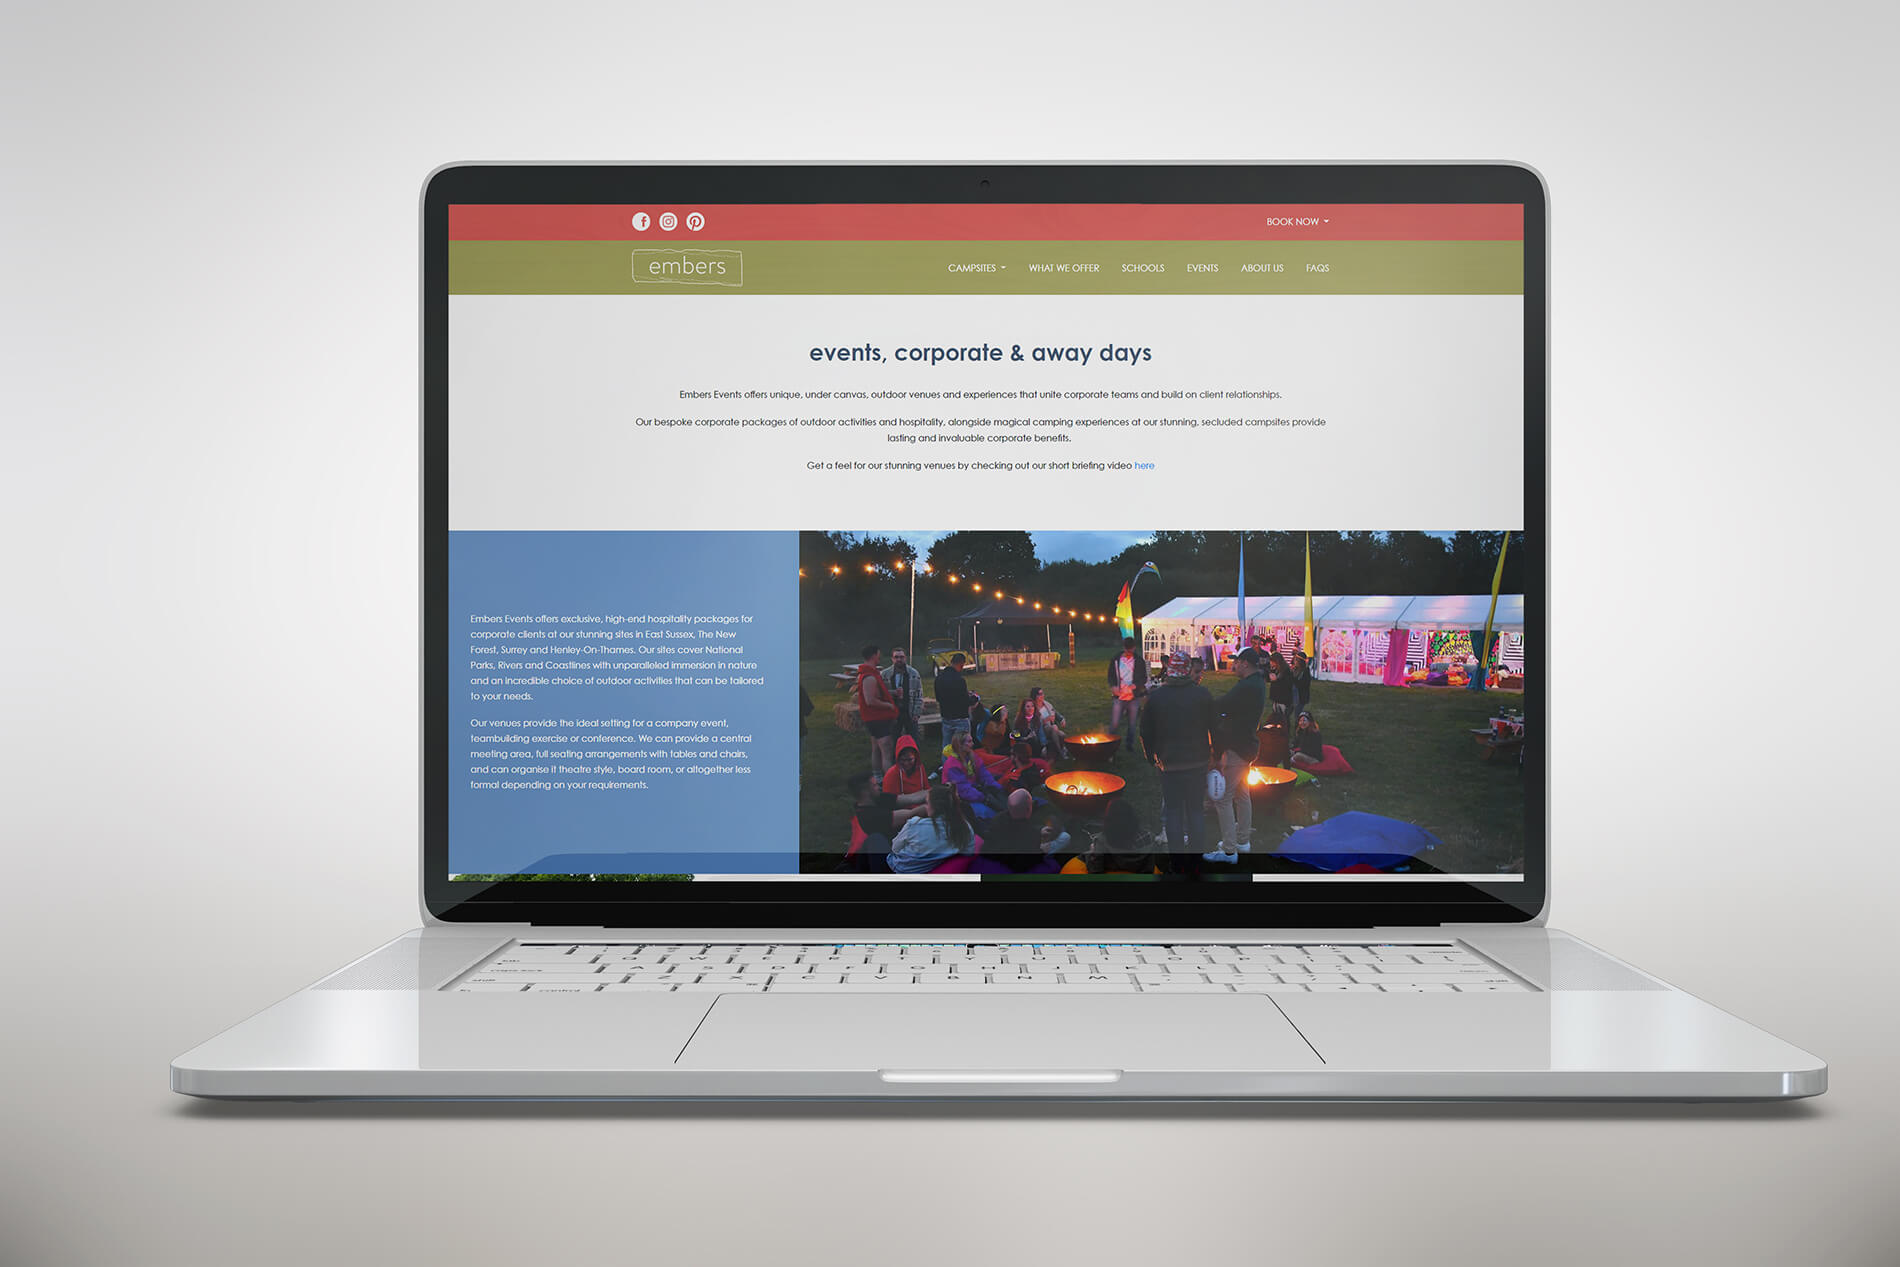 BOOK NOW
embers
CAMPSITES WHAT WE OFFER SCHOOLS EVENTS ABOUT US FAQS
events, corporate & away days
Embers Events offers unique, under canvas, outdoor venues and experiences that unite corporate teams and build on client relationships.
Our bespoke corporate packages of outdoor activities and hospitality, alongside magical camping experiences at our stunning, secluded campsites provide
lasting and invaluable corporate benefits.
Get a feel for our stunning venues by checking out our short briefing video here
Embers Events offers exclusive, high-end hospitality packages for
corporate clients at our stunning sites in East Sussex, The New
Forest, Surrey and Henley-On-Thames. Our sites cover National
Parks, Rivers and Coastlines with unparalleled immersion in nature
and an incredible choice of outdoor activities that can be tailored
to your needs.
Our venues provide the ideal setting for a company event,
teambuilding exercise or conference. We can provide a central
meeting area, full seating arrangements with tables and chairs,
and can organise it theatre style, board room, or altogether less
formal depending on your requirements.